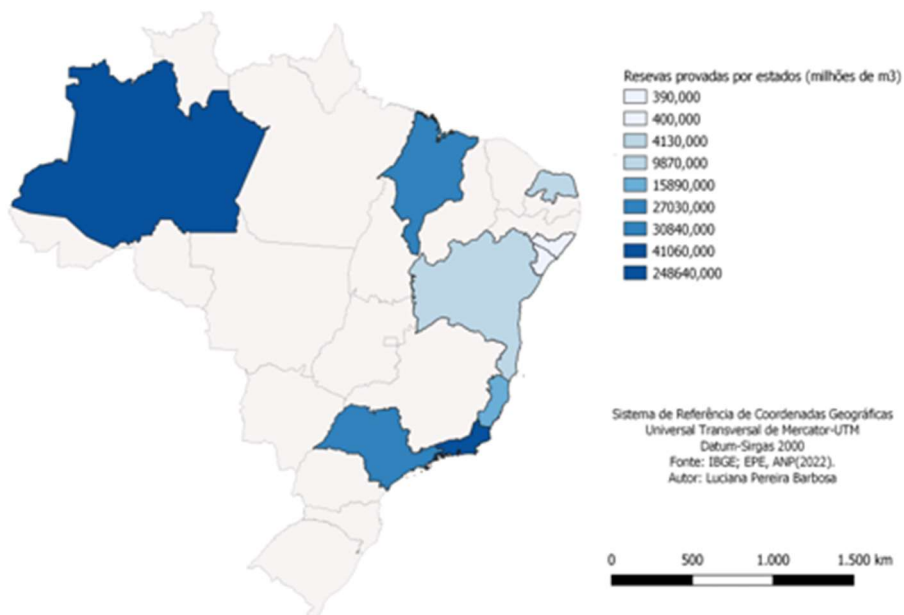 Resevas provadas por estados (milhões de m3)
390,000
400,000
4130,000
9870,000
15890,000
27030,000
30840,000
41060,000
248640,000
Sistema de Referência de Coordenadas Geográficas
Universal Transversal de Mercator-UTM
Datum-Sirgas 2000
Fonte: IBGE; EPE, ANP(2022).
Autor: Luciana Pereira Barbosa
0 500 1.000 1.500 km